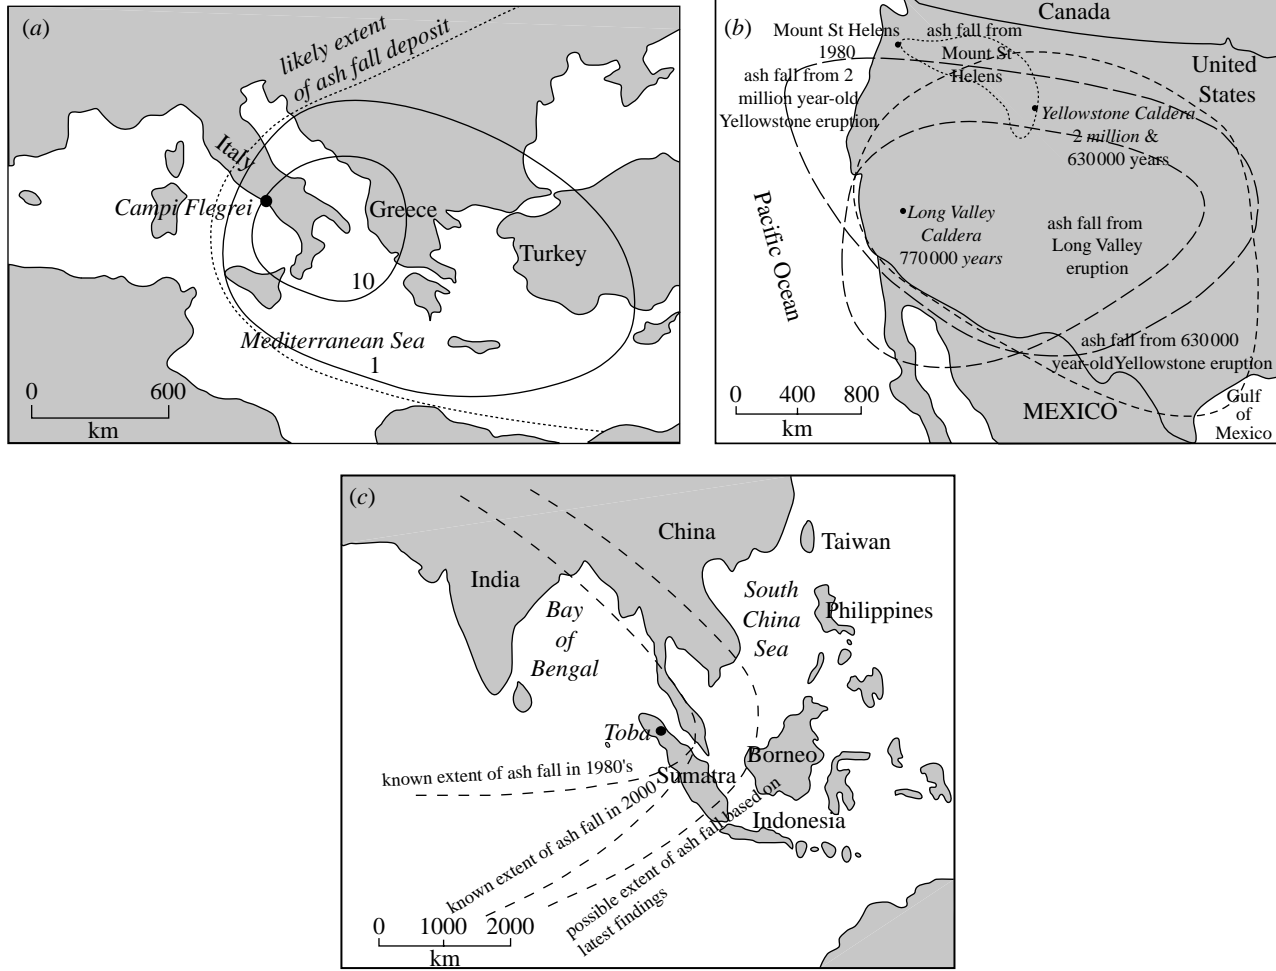 (a)
likely extent
of ash fall deposit
Italy
Campi Flegrei
Greece
Turkey
10
Mediterranean Sea
1
0 600
km
(b)
Canada
Mount St Helens
1980
ash fall from
Mount St
Helens
United
States
ash fall from 2
million year-old
Yellowstone eruption
Yellowstone Caldera
2 million &
630000 years
Pacific Ocean
Long Valley
Caldera
770000 years
ash fall from
Long Valley
eruption
ash fall from 630000
year-oldYellowstone eruption
0 400 800
km
MEXICO
Gulf
of
Mexico
(c)
China
Taiwan
India
Bay
of
Bengal
South
China
Sea
Philippines
Toba
Borneo
Sumatra
known extent of ash fall in 1980's
Indonesia
known extent of ash fall in 2000
possible extent of ash fall based on
latest findings
0 1000 2000
km